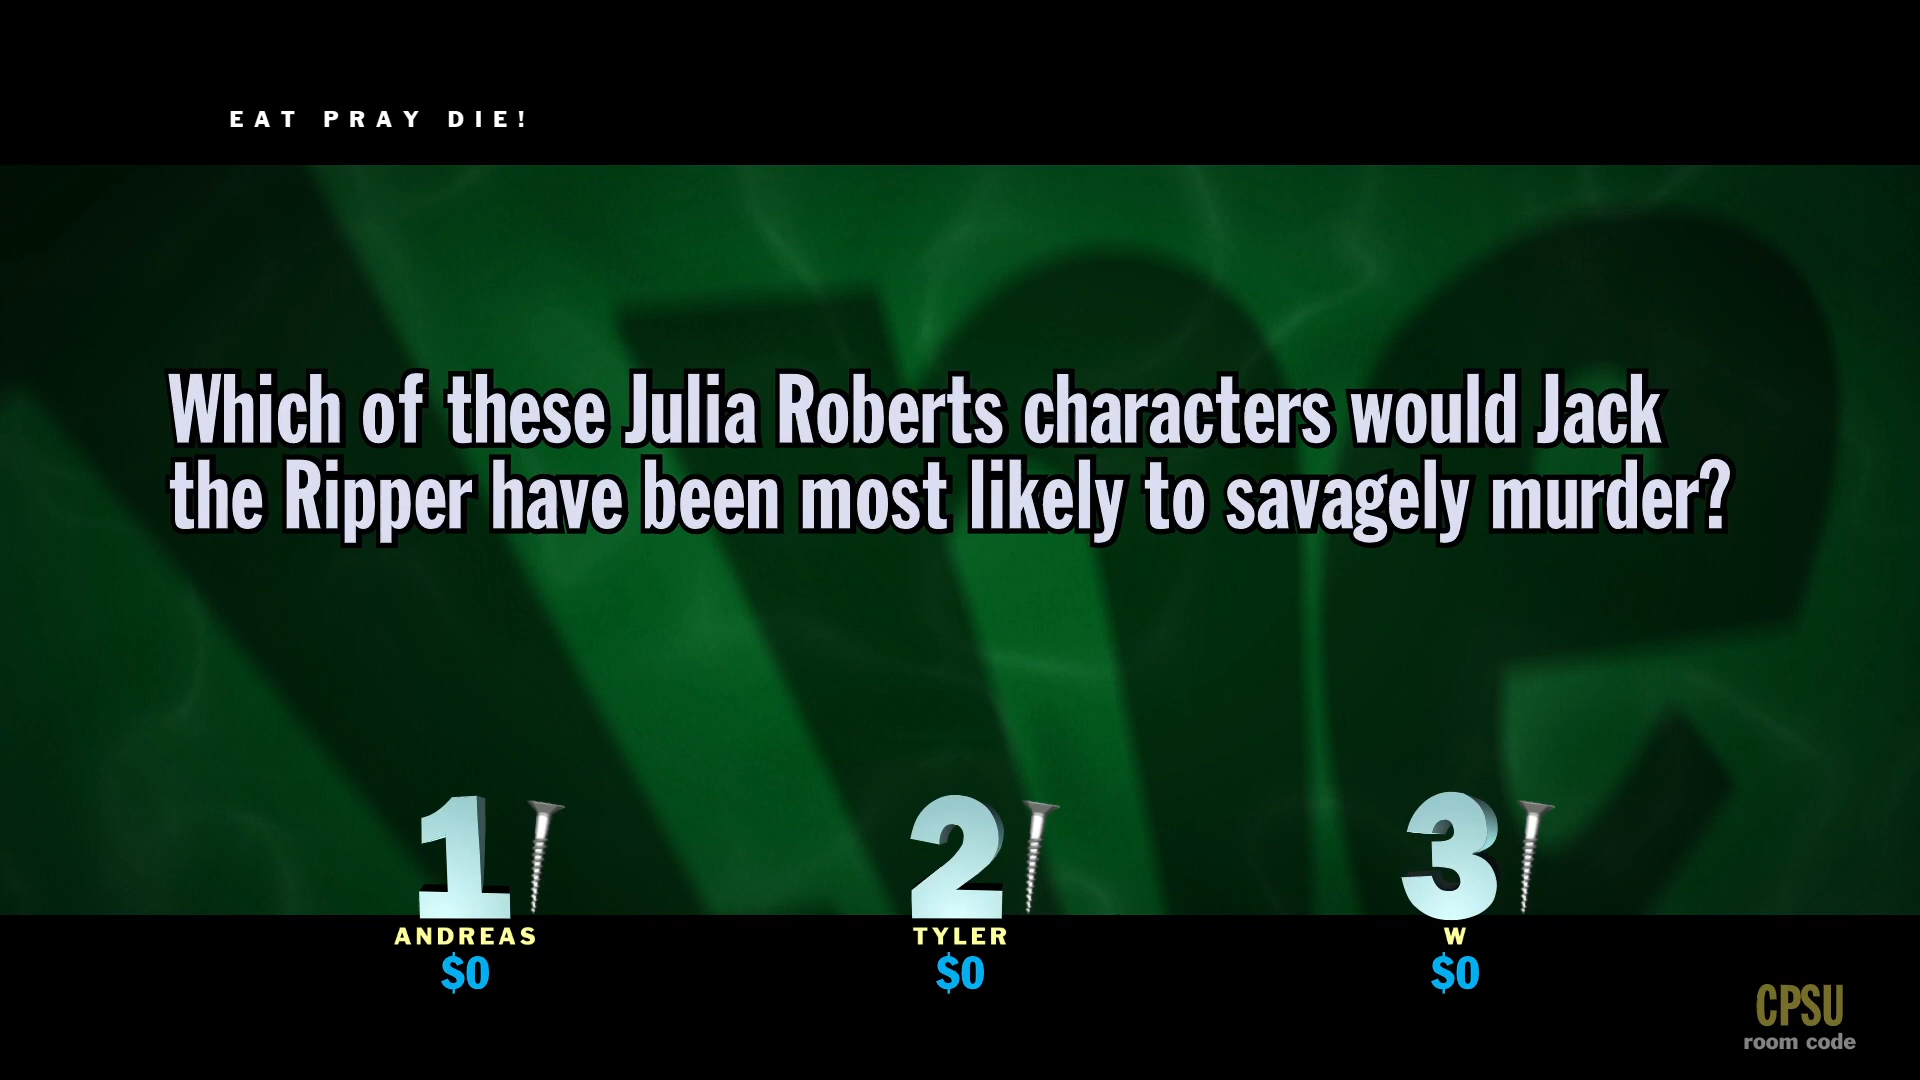 EAT PRAY DIE!
Which of these Julia Roberts characters would Jack
the Ripper have been most likely to savagely murder?
1
2
3
ANDREAS
TYLER
W
$0
$0
$0
CPSU
room code